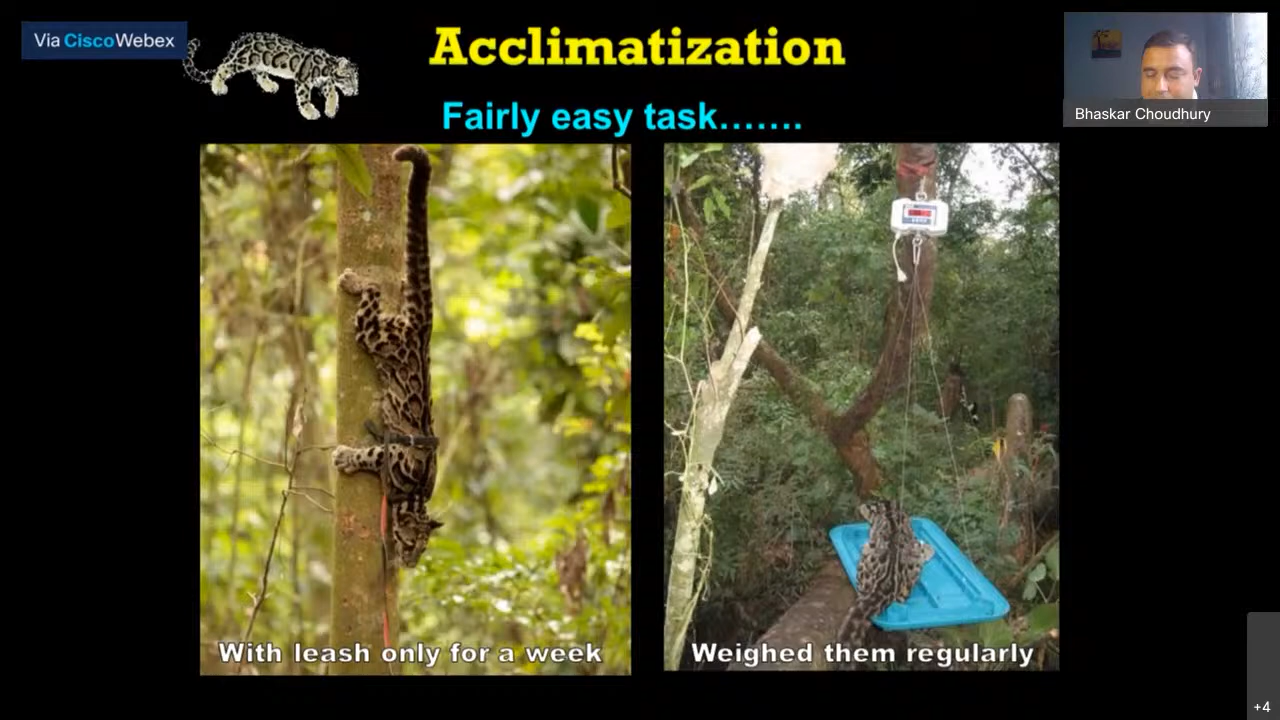 Via CiscoWebex
Acclimatization
Fairly easy task.......
Bhaskar Choudhury
With leash only for a week
Weighed them regularly
+4